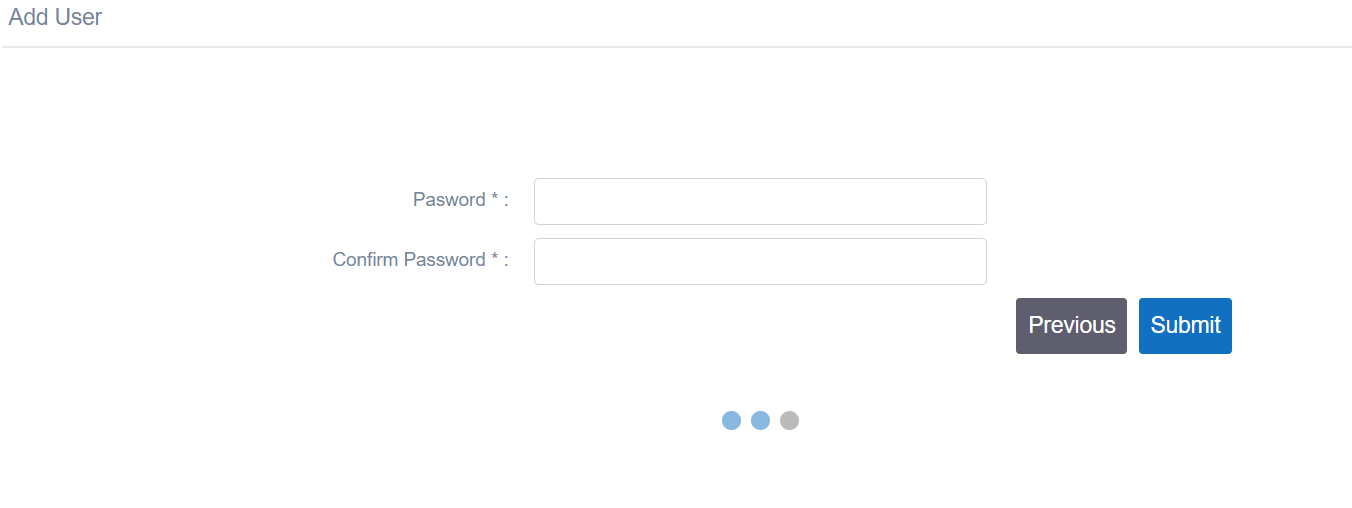 Add User
Pasword * :
Confirm Password * :
Previous
Submit